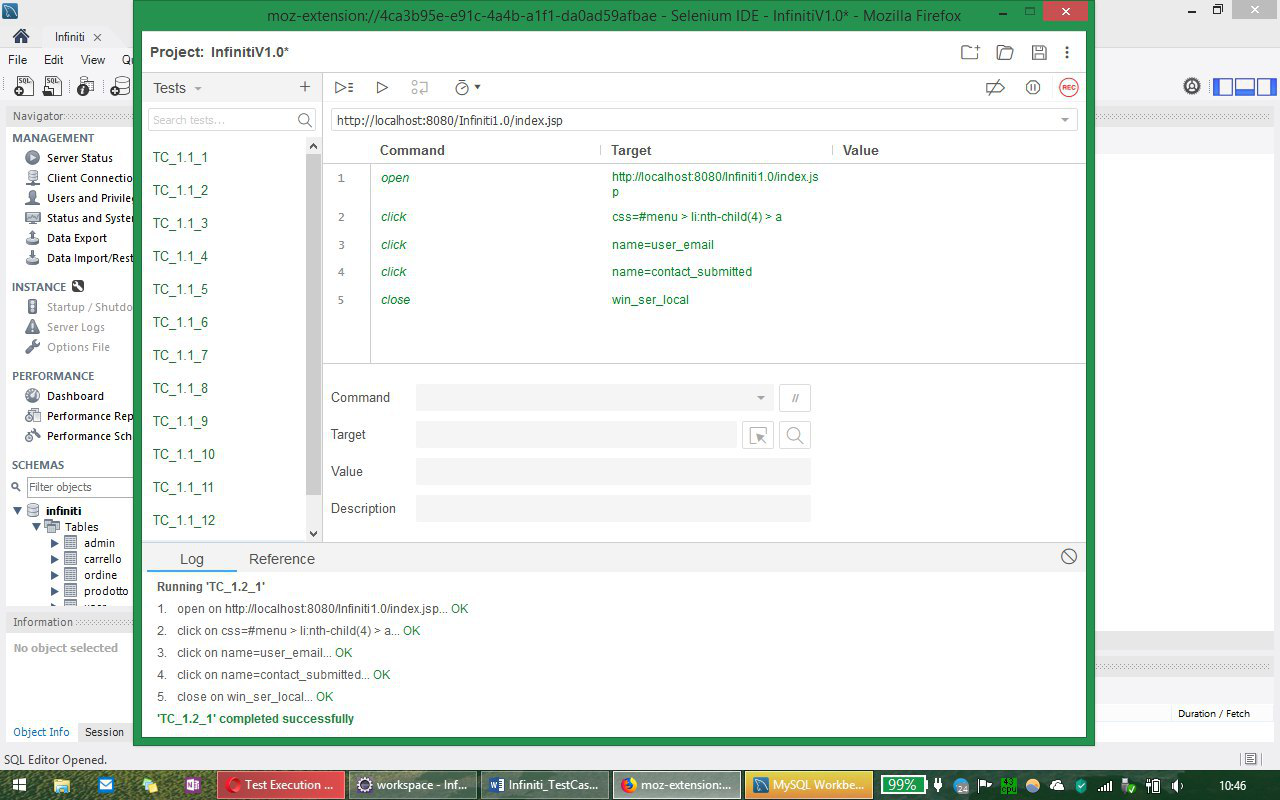 moz-extension://4ca3b95e-e91c-4a4b-a1f1-da0ad59afbae - Selenium IDE - InfinitiV1.0* - Mozilla Firefox
Infiniti
File Edit View
Navigator
MANAGEMENT
Server Status
Client Connectio
Users and Privileg
Status and System
Data Export
Data Import/Rest
INSTANCE
Startup / Shutdo
Server Logs
Options File
PERFORMANCE
Dashboard
Performance Rep
Performance Sch
SCHEMAS
Filter objects
infiniti
Tables
admin
carrello
ordine
prodotto
Information
No object selected
Object Info Session
SQL Editor Opened.
Project: InfinitiV1.0*
Tests
Search tests...
TC_1.1_1
TC_1.1_2
TC_1.1_3
TC_1.1_4
TC_1.1_5
TC_1.1_6
TC_1.1_7
TC_1.1_8
TC_1.1_9
TC_1.1_10
TC_1.1_11
TC_1.1_12
REC
http://localhost:8080/Infiniti1.0/index.jsp
Command Target Value
1 open http://localhost:8080/Infiniti1.0/index.js
p
2 click css=#menu > li:nth-child(4) > a
3 click name=user_email
4 click name=contact_submitted
5 close win_ser_local
Command
//
Target
Value
Description
Log Reference
Running 'TC_1.2_1'
1. open on http://localhost:8080/Infiniti1.0/index.jsp... OK
2. click on css=#menu > li:nth-child(4) > a... OK
3. click on name=user_email... OK
4. click on name=contact_submitted... OK
5. close on win_ser_local... OK
'TC_1.2_1' completed successfully
Duration / Fetch
Test Execution ...
workspace - Inf...
Infiniti_TestCas...
moz-extension:...
MySQL Workbe...
99%
24
10:46